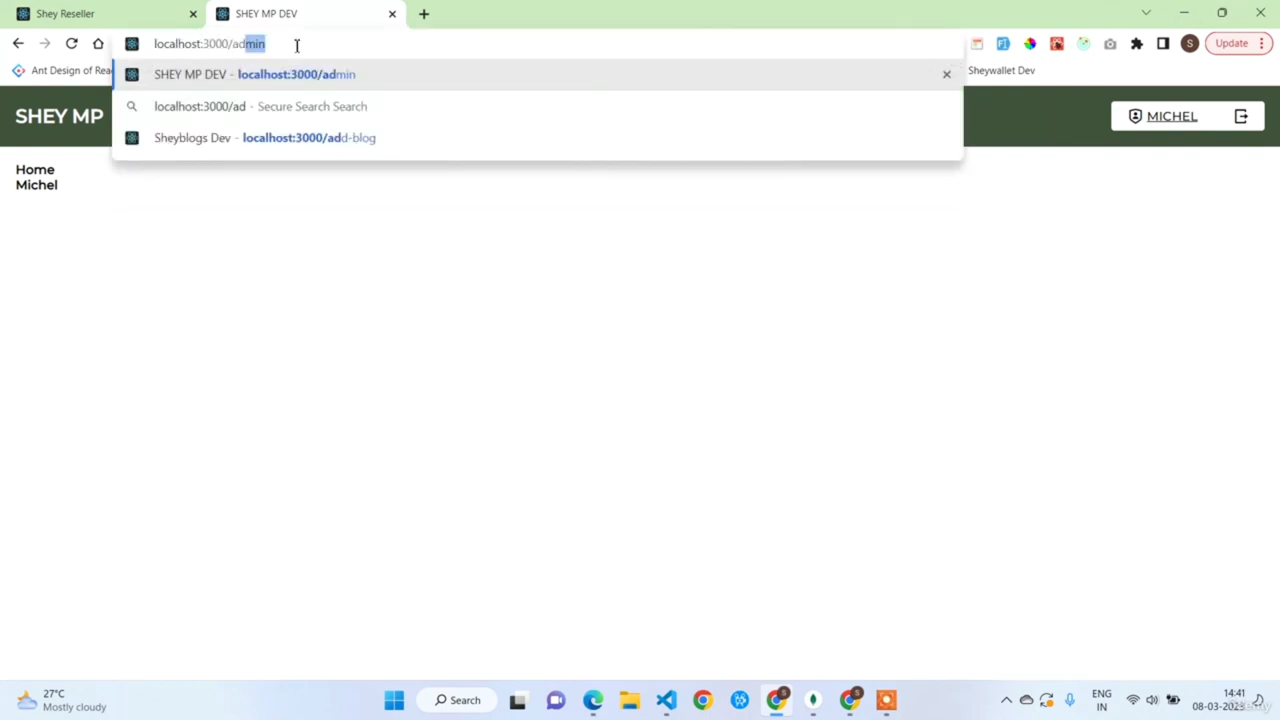 Shey Reseller
SHEY MP DEV
localhost:3000/admin
Update
Ant Design of Rea
SHEY MP DEV - localhost:3000/admin
Sheywallet Dev
localhost:3000/ad - Secure Search Search
SHEY MP
MICHEL
Sheyblogs Dev - localhost:3000/add-blog
Home
Michel
27°C
Mostly cloudy
Search
ENG
IN
14:41
08-03-2023